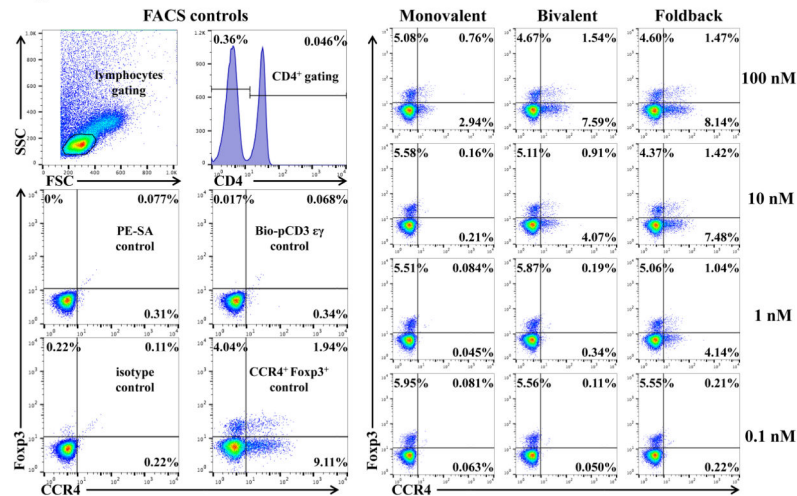 FACS controls
Monovalent Bivalent Foldback
1.0K 0.36% 0.046% 5.08% 0.76% 4.67% 1.54% 4.60% 1.47%
lymphocytes gating
CD4⁺ gating
100 nM
2.94% 7.59% 8.14%
SSC
FSC
CD4
5.58% 0.16% 5.11% 0.91% 4.37% 1.42%
10 nM
0.21% 4.07% 7.48%
0% 0.077% 0.017% 0.068%
PE-SA control
Bio-pCD3 εγ control
0.31% 0.34%
5.51% 0.084% 5.87% 0.19% 5.06% 1.04%
1 nM
0.045% 0.34% 4.14%
0.22% 0.11% 4.04% 1.94%
isotype control
CCR4⁺ Foxp3⁺ control
0.22% 9.11%
5.95% 0.081% 5.56% 0.11% 5.55% 0.21%
0.1 nM
0.063% 0.050% 0.22%
Foxp3
CCR4
Foxp3
CCR4